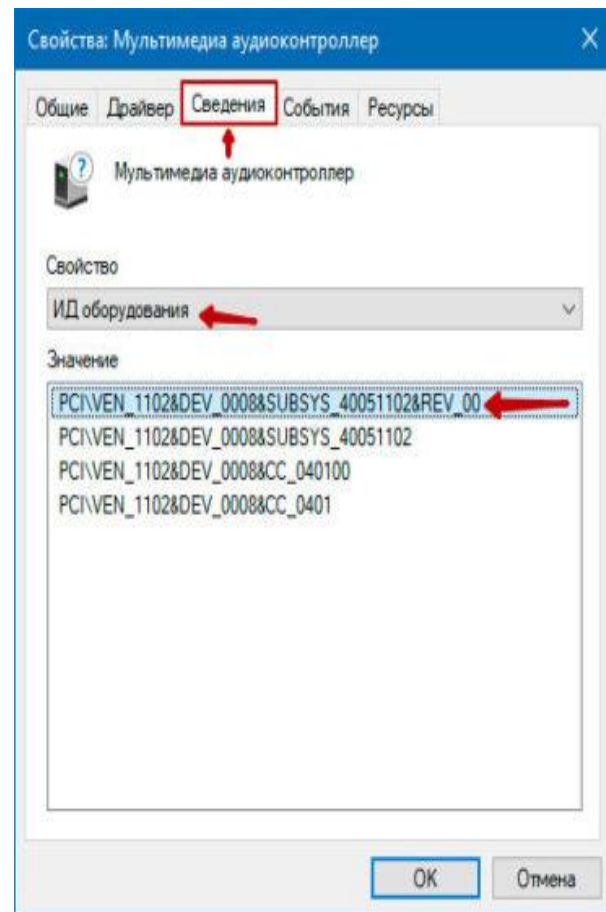 Свойства: Мультимедиа аудиоконтроллер
Общие Драйвер Сведения События Ресурсы
Мультимедиа аудиоконтроллер
Свойство
ИД оборудования
Значение
PCI\VEN_1102&DEV_0008&SUBSYS_40051102&REV_00
PCI\VEN_1102&DEV_0008&SUBSYS_40051102
PCI\VEN_1102&DEV_0008&CC_040100
PCI\VEN_1102&DEV_0008&CC_0401
OK Отмена